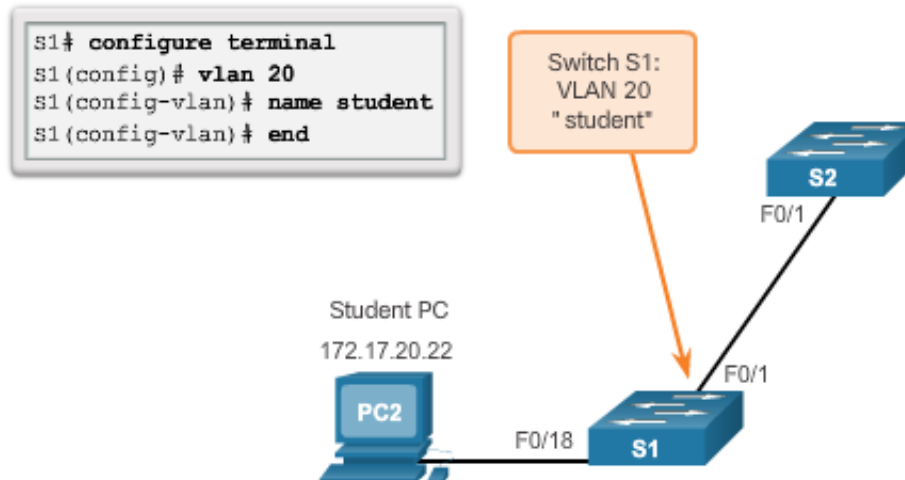 S1# configure terminal
S1(config)# vlan 20
S1(config-vlan)# name student
S1(config-vlan)# end
Switch S1:
VLAN 20
" student"
S2
F0/1
Student PC
172.17.20.22
F0/1
PC2
F0/18
S1